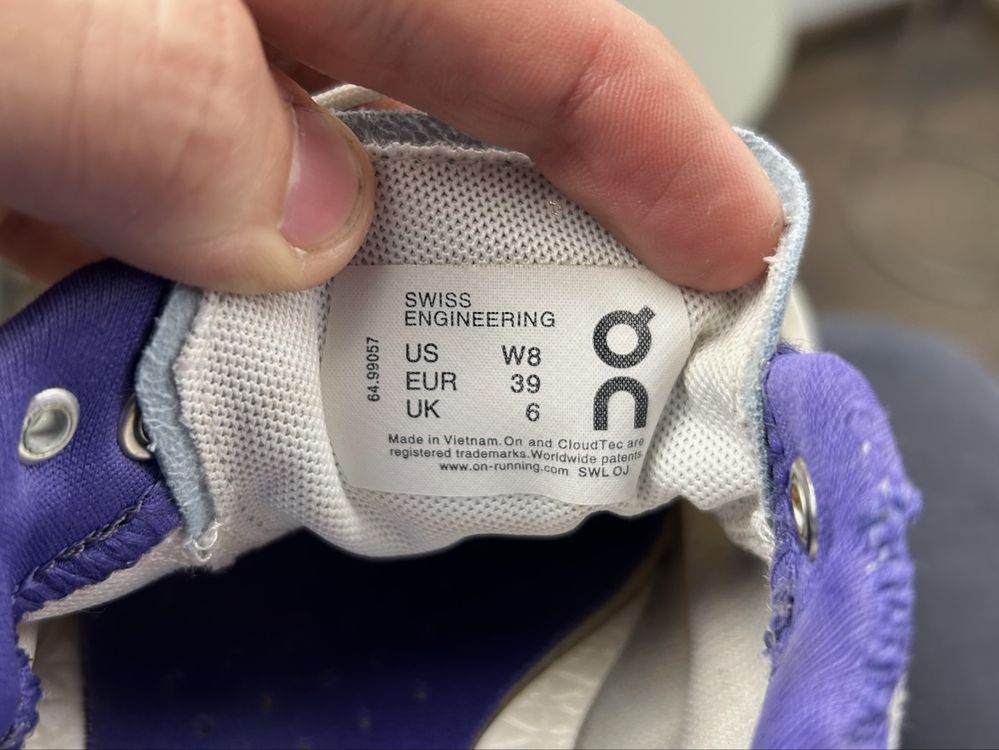 SWISS
ENGINEERING
64.99057
US W8
EUR 39
UK 6
On
Made in Vietnam. On and CloudTec are
registered trademarks. Worldwide patents.
www.on-running.com SWL OJ